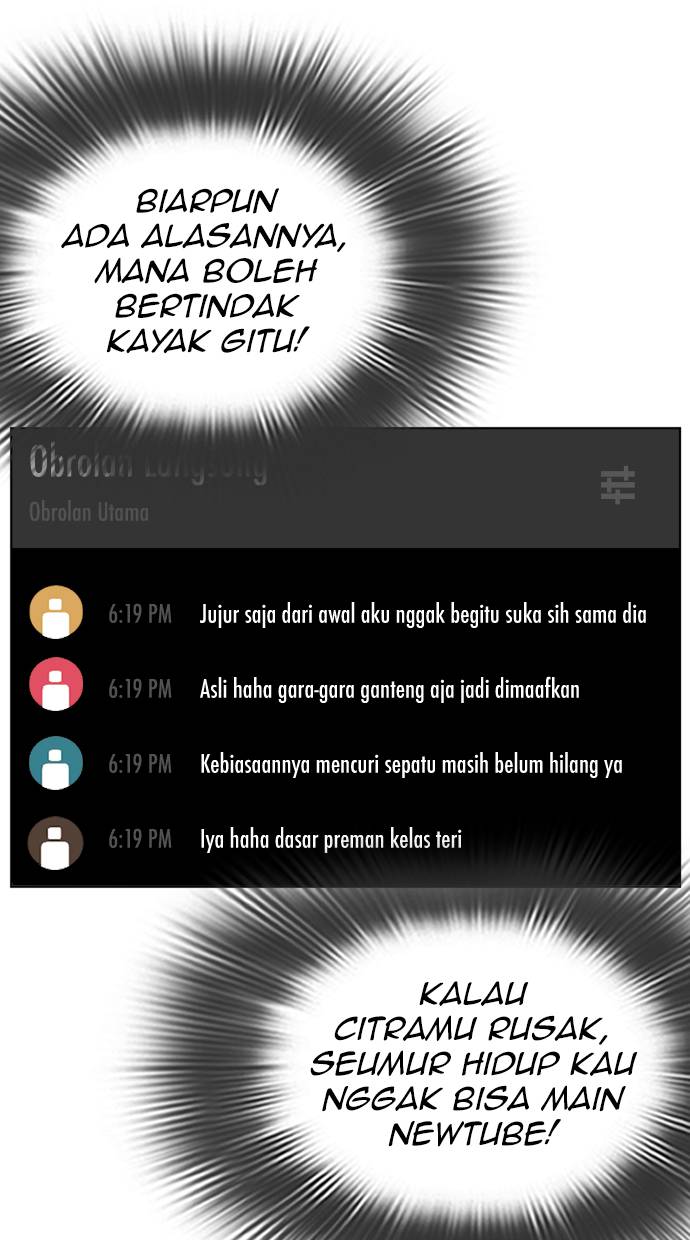 BIARPUN
ADA ALASANNYA,
MANA BOLEH
BERTINDAK
KAYAK GITU!
Obrolan Langsung
Obrolan Utama
6:19 PM Jujur saja dari awal aku nggak begitu suka sih sama dia
6:19 PM Asli haha gara-gara ganteng aja jadi dimaafkan
6:19 PM Kebiasaannya mencuri sepatu masih belum hilang ya
6:19 PM Iya haha dasar preman kelas teri
KALAU
CITRAMU RUSAK,
SEUMUR HIDUP KAU
NGGAK BISA MAIN
NEWTUBE!